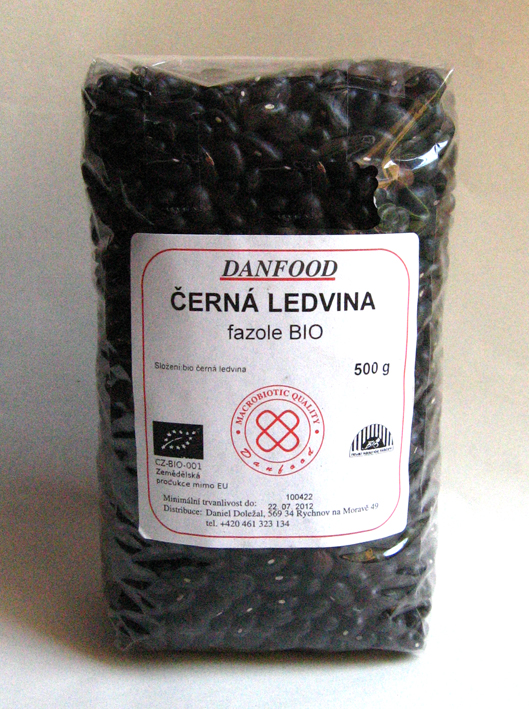 DANFOOD
ČERNÁ LEDVINA
fazole BIO
Složení:bio černá ledvina
500 g
MACROBIOTIC QUALITY
Danfood
CZ-BIO-001
Zemědělská
produkce mimo EU
100422
Minimální trvanlivost do: 22. 07. 2012
Distribuce: Daniel Doležal, 569 34 Rychnov na Moravě 49
tel. +420 461 323 134